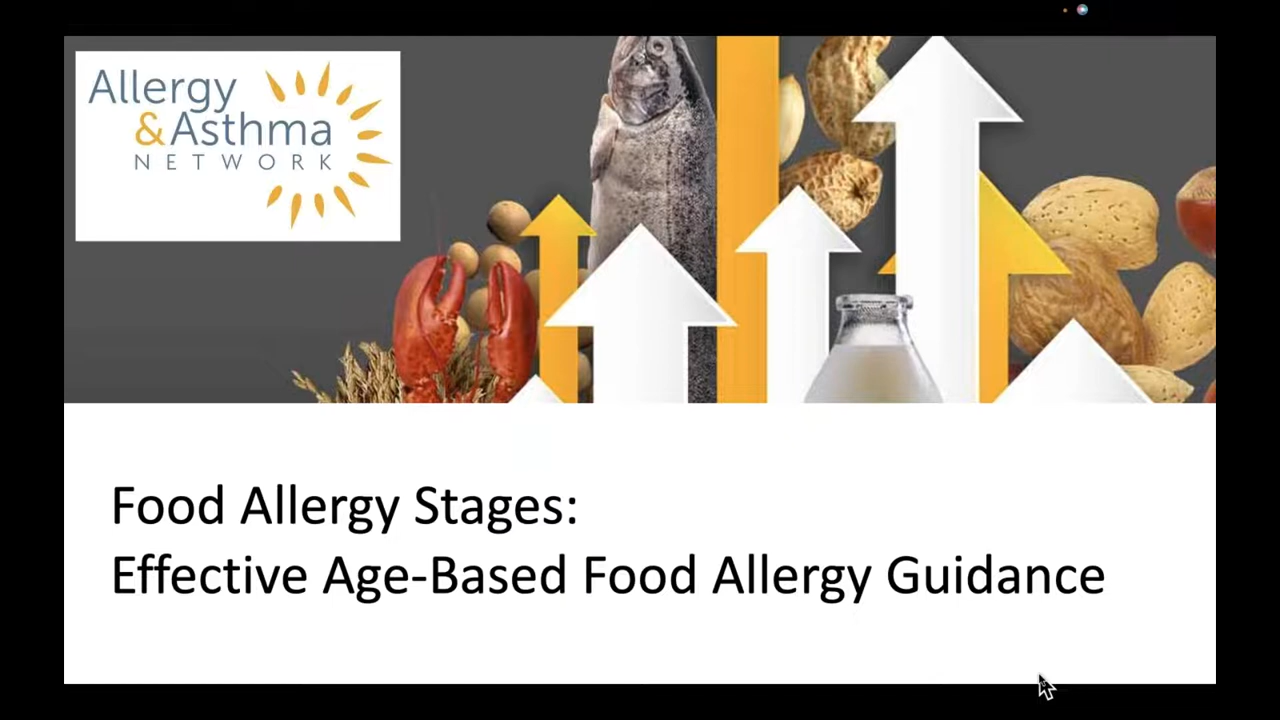 Allergy
&Asthma
NETWORK
Food Allergy Stages:
Effective Age-Based Food Allergy Guidance